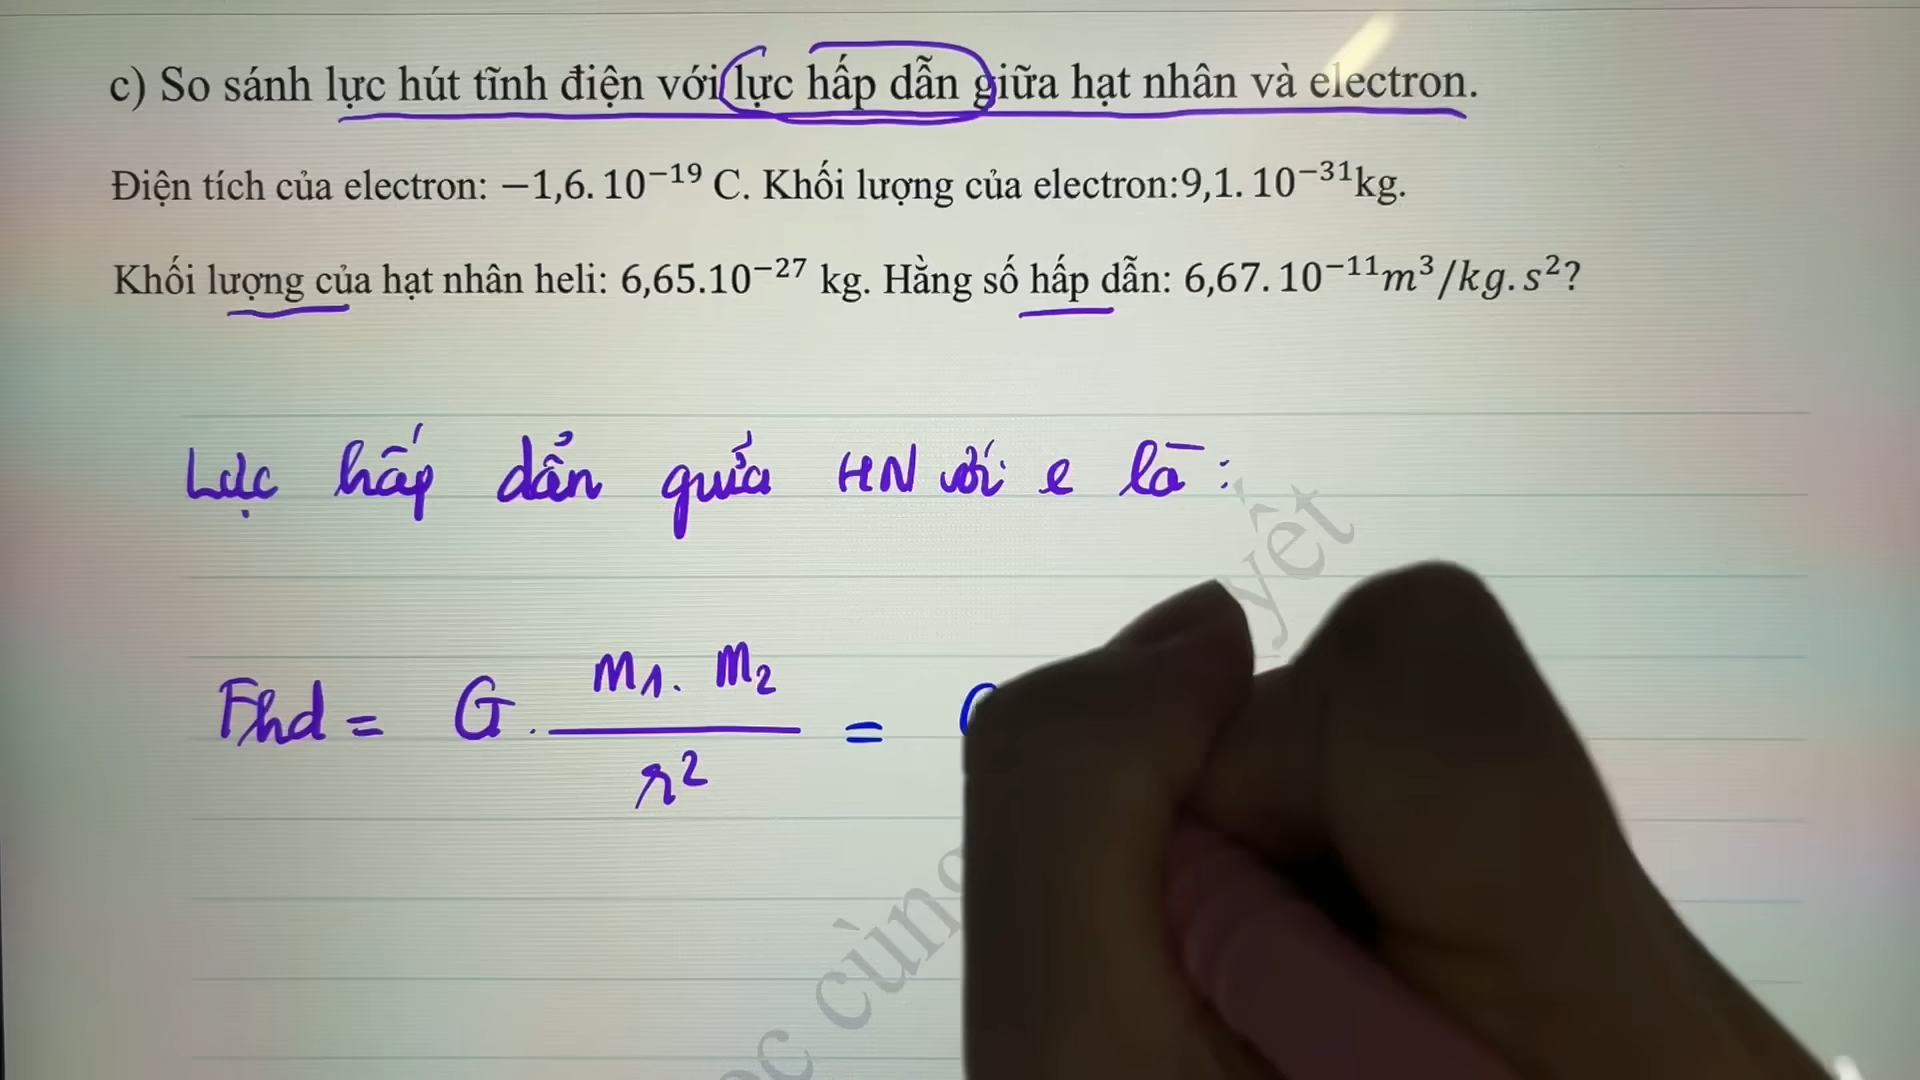 c) So sánh lực hút tĩnh điện với lực hấp dẫn giữa hạt nhân và electron.
Điện tích của electron: −1,6. 10⁻¹⁹ C. Khối lượng của electron:9,1. 10⁻³¹kg.
Khối lượng của hạt nhân heli: 6,65.10⁻²⁷ kg. Hằng số hấp dẫn: 6,67. 10⁻¹¹m³/kg. s²?
Lực hấp dẫn giữa HN với e là:
Fhd = G. m₁. m₂ / r² =
yết
học cùng